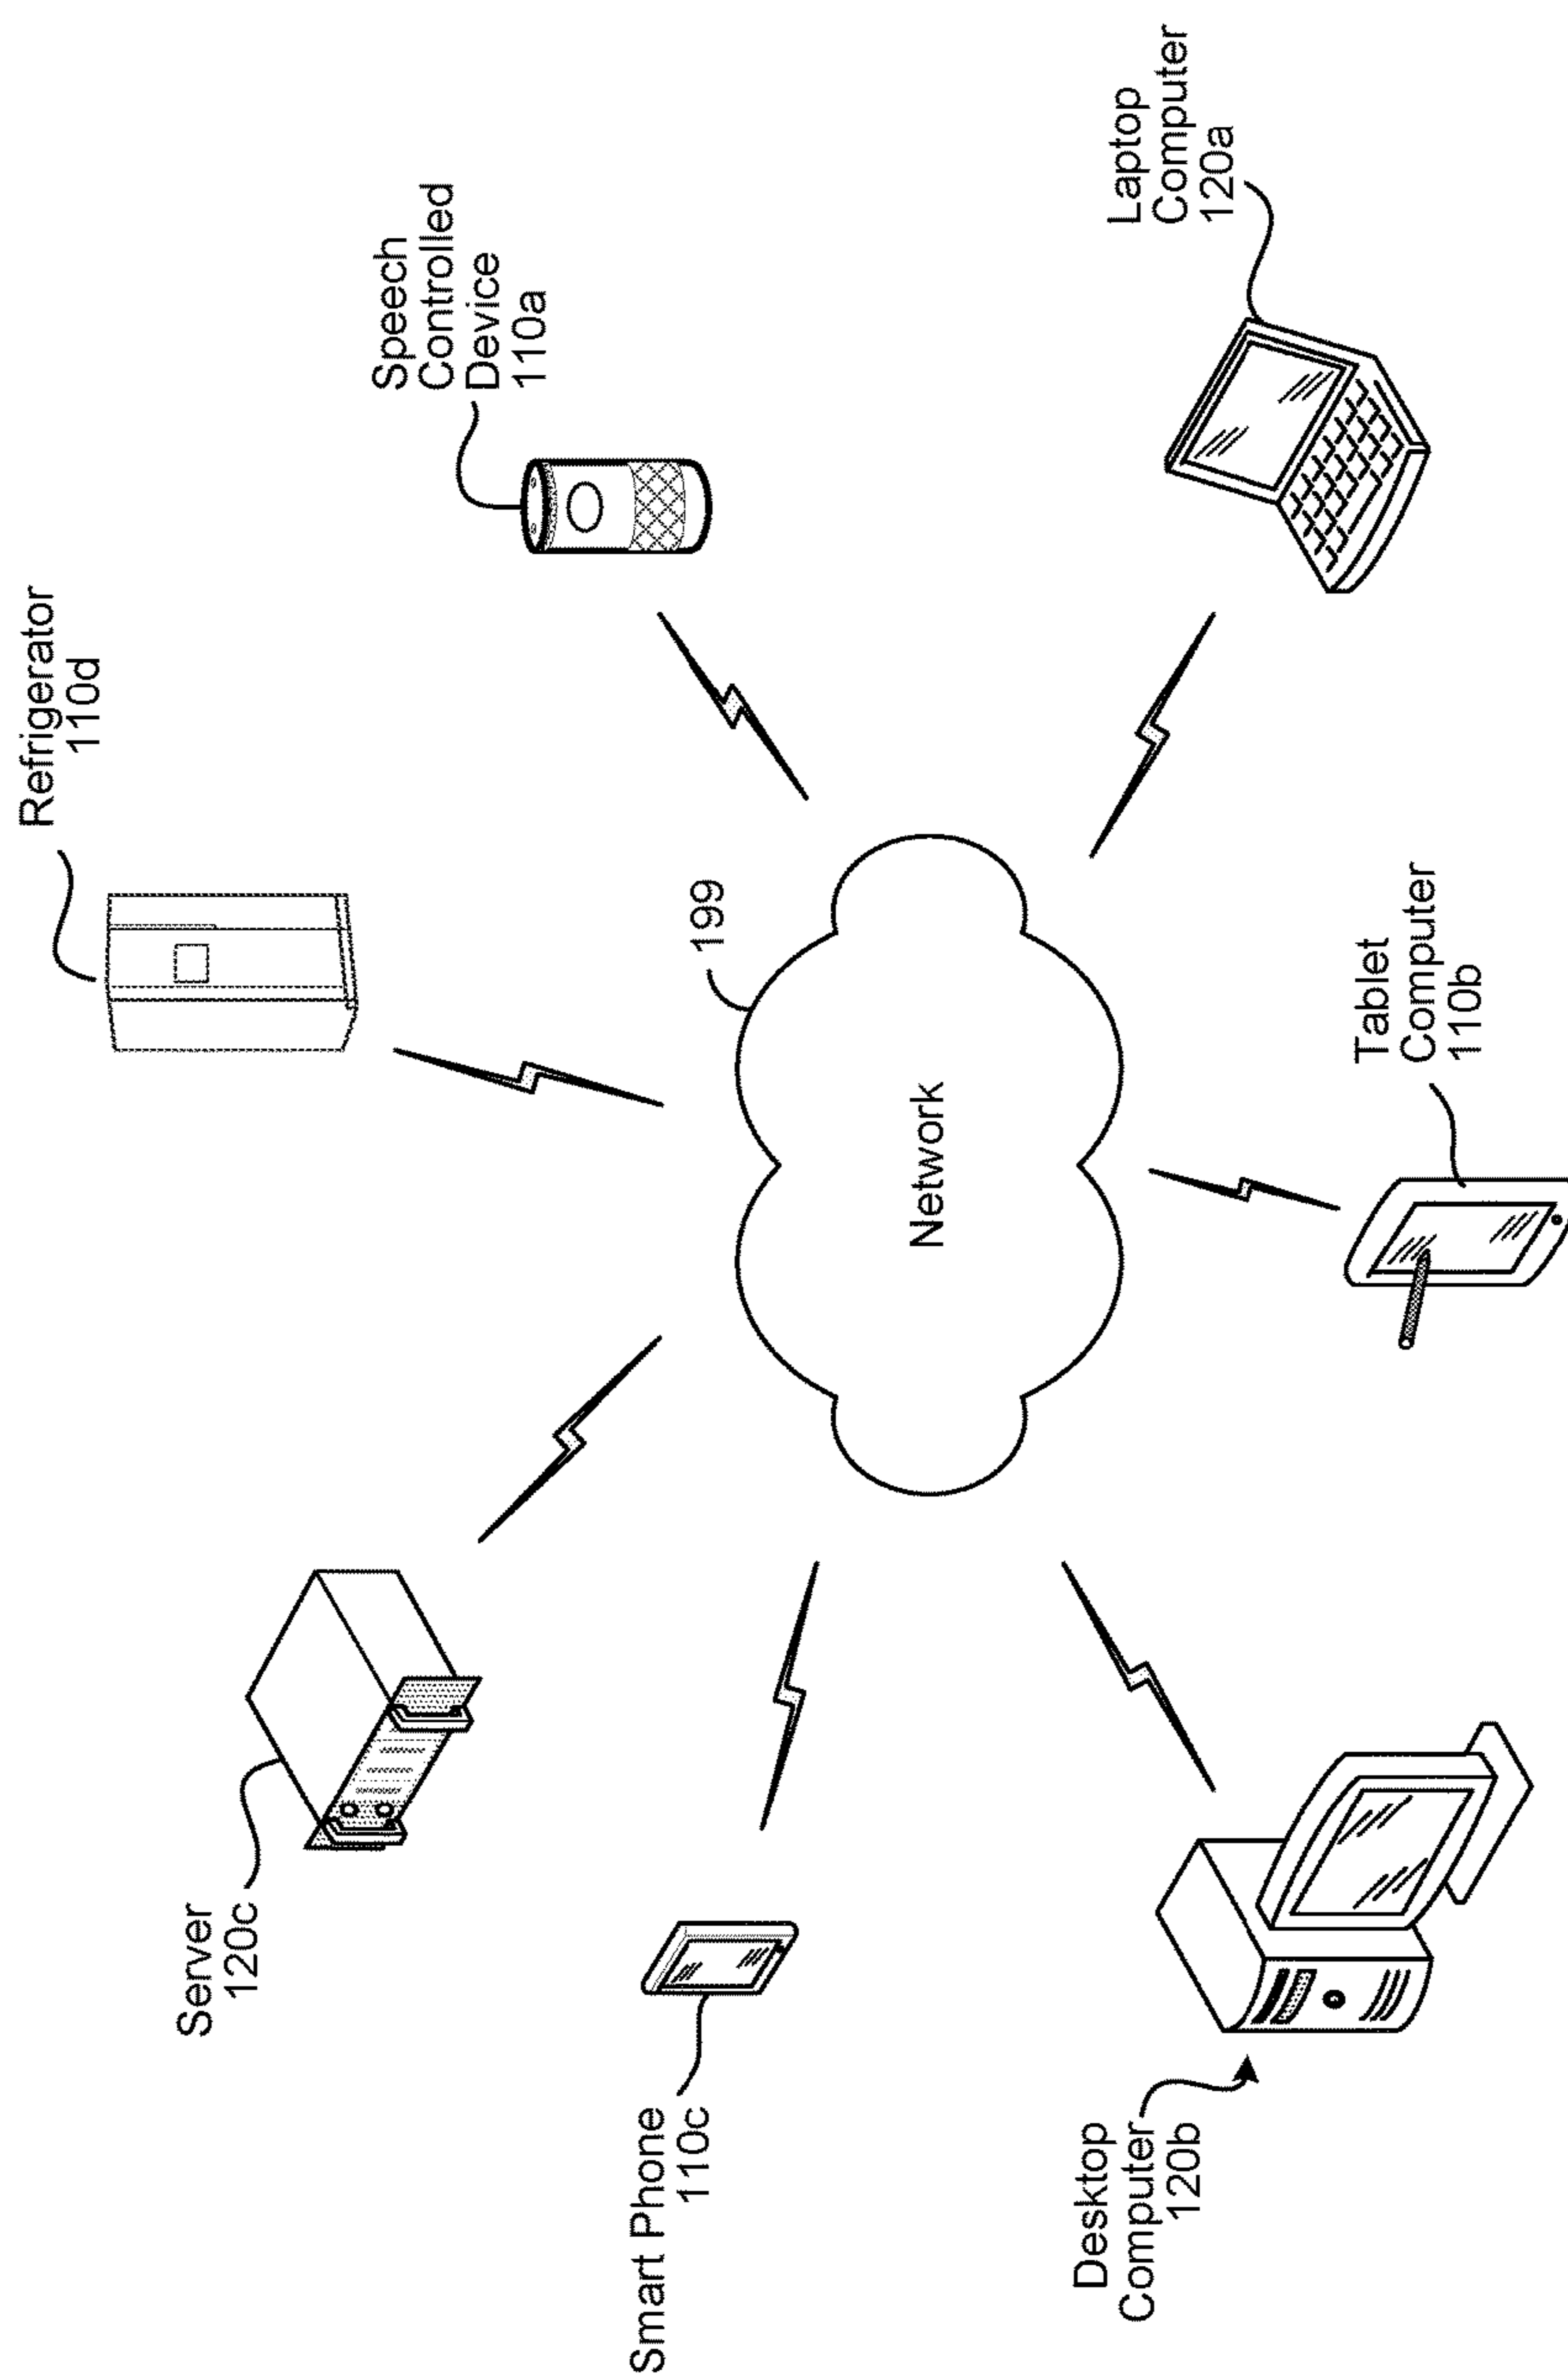 Server
120c
Refrigerator
110d
Speech
Controlled
Device
110a
Smart Phone
110c
199
Network
Desktop
Computer
120b
Tablet
Computer
110b
Laptop
Computer
120a